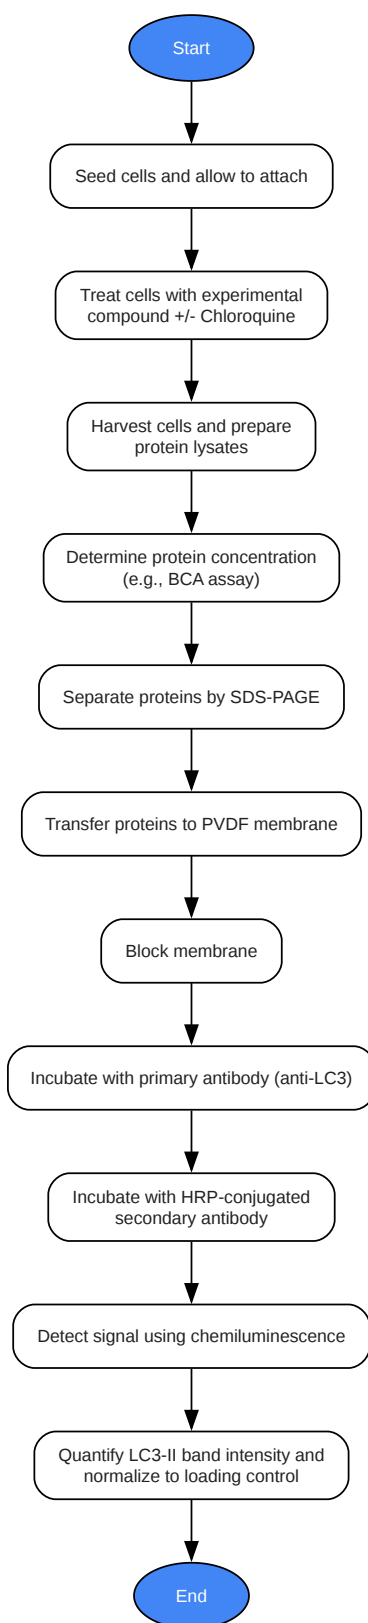 Start
Seed cells and allow to attach
Treat cells with experimental
compound +/- Chloroquine
Harvest cells and prepare
protein lysates
Determine protein concentration
(e.g., BCA assay)
Separate proteins by SDS-PAGE
Transfer proteins to PVDF membrane
Block membrane
Incubate with primary antibody (anti-LC3)
Incubate with HRP-conjugated
secondary antibody
Detect signal using chemiluminescence
Quantify LC3-II band intensity and
normalize to loading control
End